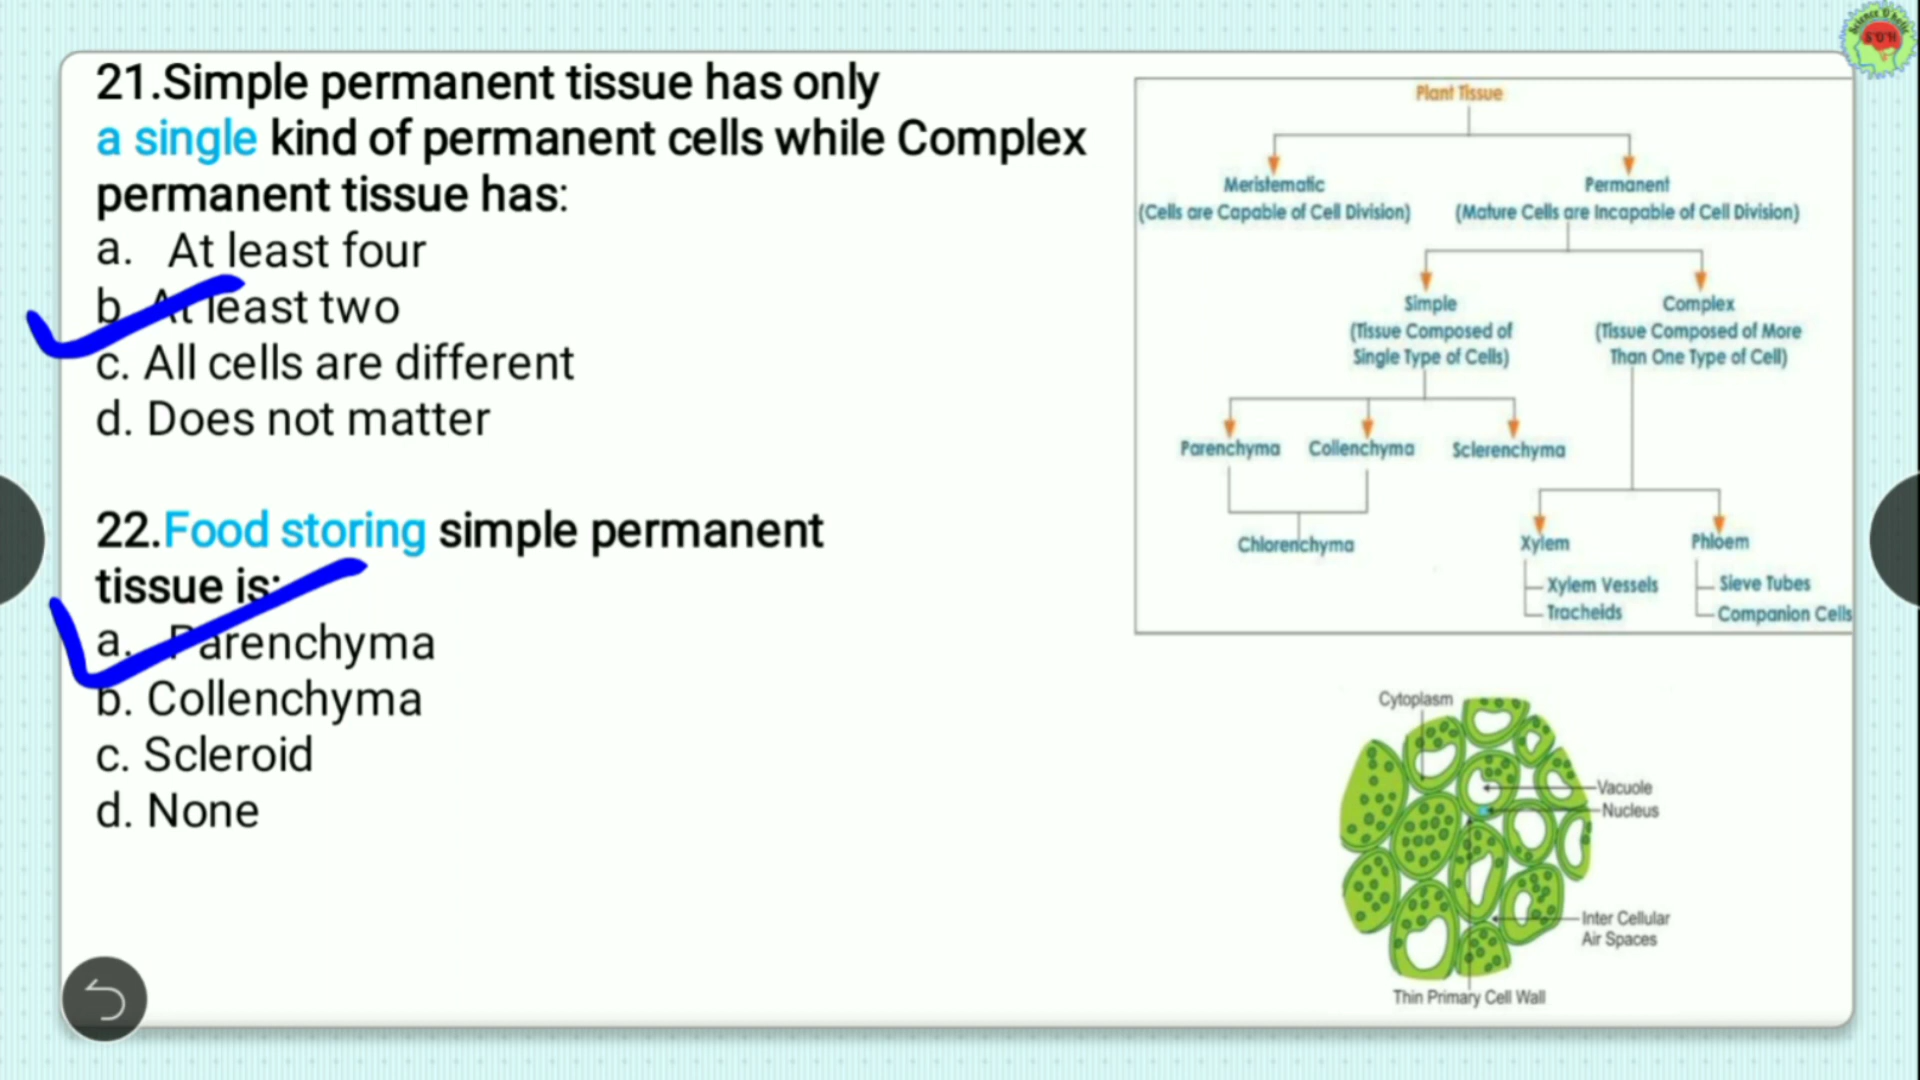 21.Simple permanent tissue has only
a single kind of permanent cells while Complex
permanent tissue has:
a. At least four
b. At least two
c. All cells are different
d. Does not matter
22.Food storing simple permanent
tissue is:
a. Parenchyma
b. Collenchyma
c. Scleroid
d. None
Plant Tissue
Meristematic
(Cells are Capable of Cell Division)
Permanent
(Mature Cells are Incapable of Cell Division)
Simple
(Tissue Composed of
Single Type of Cells)
Complex
(Tissue Composed of More
Than One Type of Cell)
Parenchyma
Collenchyma
Sclerenchyma
Chlorenchyma
Xylem
Phloem
Xylem Vessels
Tracheids
Sieve Tubes
Companion Cells
Cytoplasm
Vacuole
Nucleus
Inter Cellular
Air Spaces
Thin Primary Cell Wall